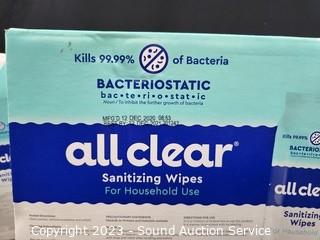 Kills 99.99% of Bacteria
BACTERIOSTATIC
bac•te•ri•o•stat•ic
Noun / To inhibit the further growth of bacteria
MFG'D 12 DEC 2020 08:53
all clear®
Sanitizing Wipes
For Household Use
Kills 99.99%
all cle
Sanitizing
Wipes
Copyright 2023 - Sound Auction Service